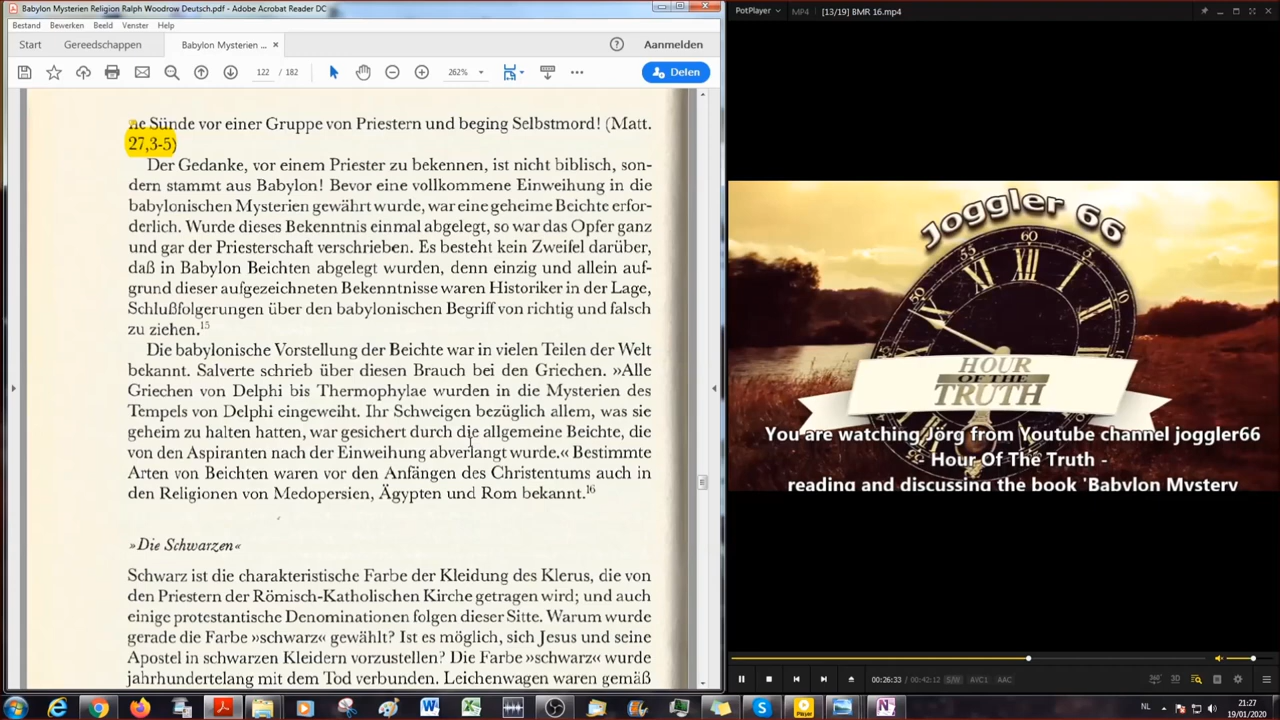 Babylon Mysterien Religion Ralph Woodrow Deutsch.pdf - Adobe Acrobat Reader DC
Bestand Bewerken Beeld Venster Help
Start Gereedschappen Babylon Mysterien ... × Aanmelden
122 / 182 262% Delen
ne Sünde vor einer Gruppe von Priestern und beging Selbstmord! (Matt.
27,3-5)
Der Gedanke, vor einem Priester zu bekennen, ist nicht biblisch, son-
dern stammt aus Babylon! Bevor eine vollkommene Einweihung in die
babylonischen Mysterien gewährt wurde, war eine geheime Beichte erfor-
derlich. Wurde dieses Bekenntnis einmal abgelegt, so war das Opfer ganz
und gar der Priesterschaft verschrieben. Es besteht kein Zweifel darüber,
daß in Babylon Beichten abgelegt wurden, denn einzig und allein auf-
grund dieser aufgezeichneten Bekenntnisse waren Historiker in der Lage,
Schlußfolgerungen über den babylonischen Begriff von richtig und falsch
zu ziehen.15
Die babylonische Vorstellung der Beichte war in vielen Teilen der Welt
bekannt. Salverte schrieb über diesen Brauch bei den Griechen. »Alle
Griechen von Delphi bis Thermophylae wurden in die Mysterien des
Tempels von Delphi eingeweiht. Ihr Schweigen bezüglich allem, was sie
geheim zu halten hatten, war gesichert durch die allgemeine Beichte, die
von den Aspiranten nach der Einweihung abverlangt wurde.« Bestimmte
Arten von Beichten waren vor den Anfängen des Christentums auch in
den Religionen von Medopersien, Ägypten und Rom bekannt.16
»Die Schwarzen«
Schwarz ist die charakteristische Farbe der Kleidung des Klerus, die von
den Priestern der Römisch-Katholischen Kirche getragen wird; und auch
einige protestantische Denominationen folgen dieser Sitte. Warum wurde
gerade die Farbe »schwarz« gewählt? Ist es möglich, sich Jesus und seine
Apostel in schwarzen Kleidern vorzustellen? Die Farbe »schwarz« wurde
jahrhundertelang mit dem Tod verbunden. Leichenwagen waren gemäß
PotPlayer MP4 [13/19] BMR 16.mp4
Joggler 66
60 5 10 50 55
XII I II XI X
HOUR
OF THE
TRUTH
You are watching Jörg from Youtube channel joggler66
- Hour Of The Truth -
reading and discussing the book 'Babylon Mystery
00:26:33 / 00:42:12 S/W AVC1 AAC
360° 3D
NL 21:27
19/01/2020